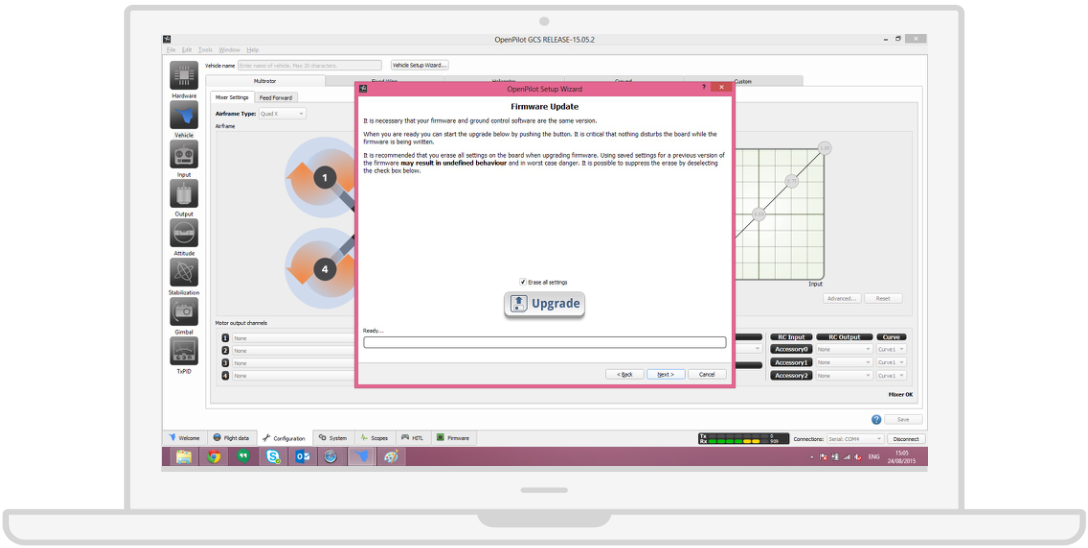 OpenPilot GCS RELEASE-15.05.2
File Edit Tools Window Help
Vehicle name Enter name of vehicle. Max 20 characters. Vehicle Setup Wizard...
Multirotor Fixed Wing Helicopter Ground Custom
Hardware
Vehicle
Input
Output
Attitude
Stabilization
Gimbal
TxPID
Mixer Settings Feed Forward
Airframe Type: Quad X
Airframe
1
4
OpenPilot Setup Wizard
Firmware Update
It is necessary that your firmware and ground control software are the same version.
When you are ready you can start the upgrade below by pushing the button. It is critical that nothing disturbs the board while the
firmware is being written.
It is recommended that you erase all settings on the board when upgrading firmware. Using saved settings for a previous version of
the firmware may result in undefined behaviour and in worst case danger. It is possible to suppress the erase by deselecting
the check box below.
Erase all settings
Upgrade
Ready...
< Back Next > Cancel
1.00
0.75
0.50
Input
Advanced... Reset
Motor output channels
1 None
2 None
3 None
4 None
RC Input RC Output Curve
Accessory0 None Curve1
Accessory1 None Curve1
Accessory2 None Curve1
Mixer OK
Save
Welcome Flight data Configuration System Scopes HITL Firmware
Tx 0
Rx 909
Connections: Serial: COM4 Disconnect
ENG
15:05
24/08/2015